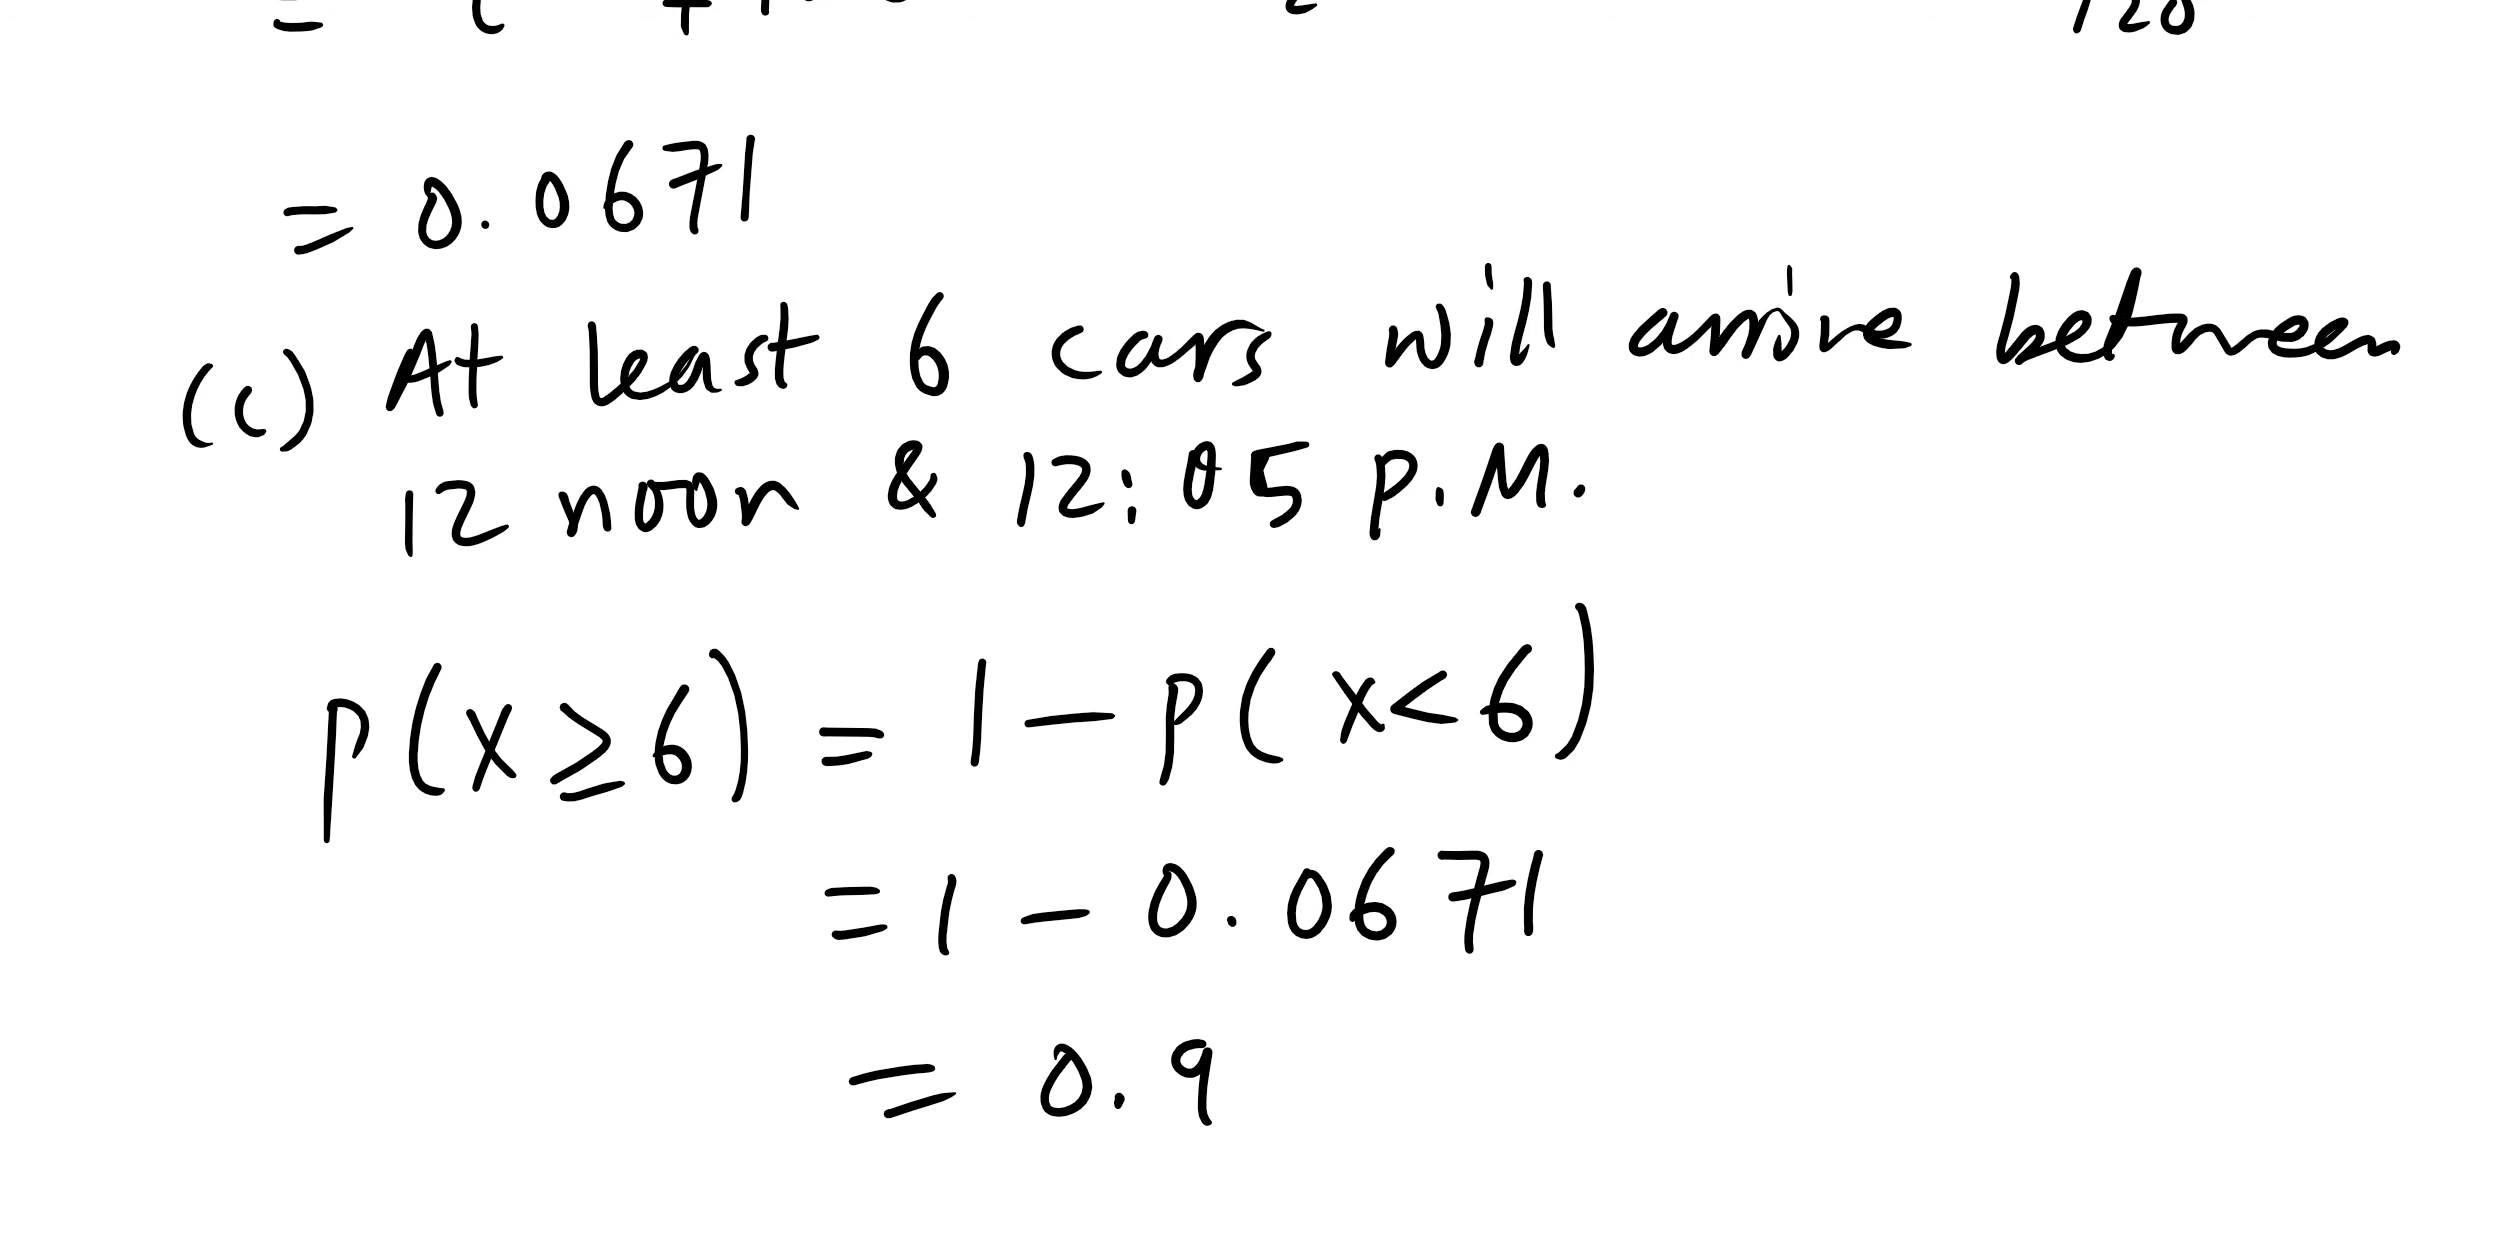 = 0.0671
(c) At least 6 cars will arrive between
12 noon & 12:05 p.m.
P(x ≥ 6) = 1 - P(x < 6)
= 1 - 0.0671
= 0.9